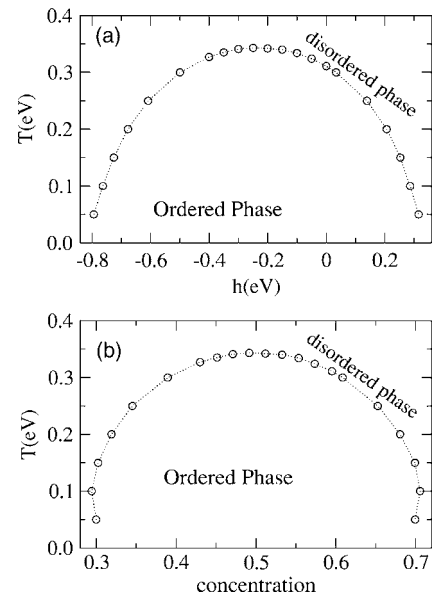 (a)
0.4
0.3
0.2
0.1
0.0
T(eV)
disordered phase
Ordered Phase
-0.8 -0.6 -0.4 -0.2 0 0.2
h(eV)
(b)
0.4
0.3
0.2
0.1
0.0
T(eV)
disordered phase
Ordered Phase
0.3 0.4 0.5 0.6 0.7
concentration